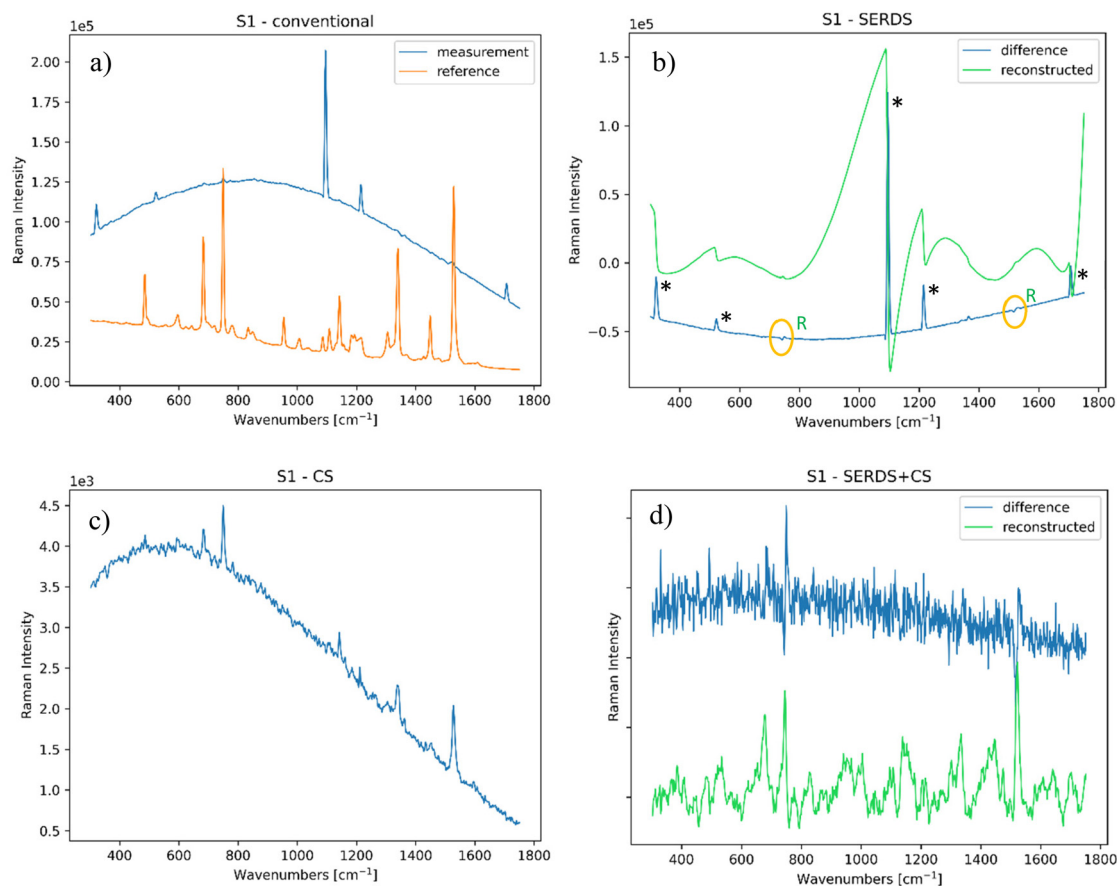 S1 - conventional
1e5
a)
measurement
reference
2.00
1.75
1.50
1.25
1.00
0.75
0.50
0.25
0.00
Raman Intensity
400 600 800 1000 1200 1400 1600 1800
Wavenumbers [cm⁻¹]
S1 - SERDS
1e5
b)
difference
reconstructed
1.5
1.0
0.5
0.0
−0.5
Raman Intensity
*
*
*
*
*
R
R
400 600 800 1000 1200 1400 1600 1800
Wavenumbers [cm⁻¹]
S1 - CS
1e3
c)
4.5
4.0
3.5
3.0
2.5
2.0
1.5
1.0
0.5
Raman Intensity
400 600 800 1000 1200 1400 1600 1800
Wavenumbers [cm⁻¹]
S1 - SERDS+CS
d)
difference
reconstructed
Raman Intensity
400 600 800 1000 1200 1400 1600 1800
Wavenumbers [cm⁻¹]